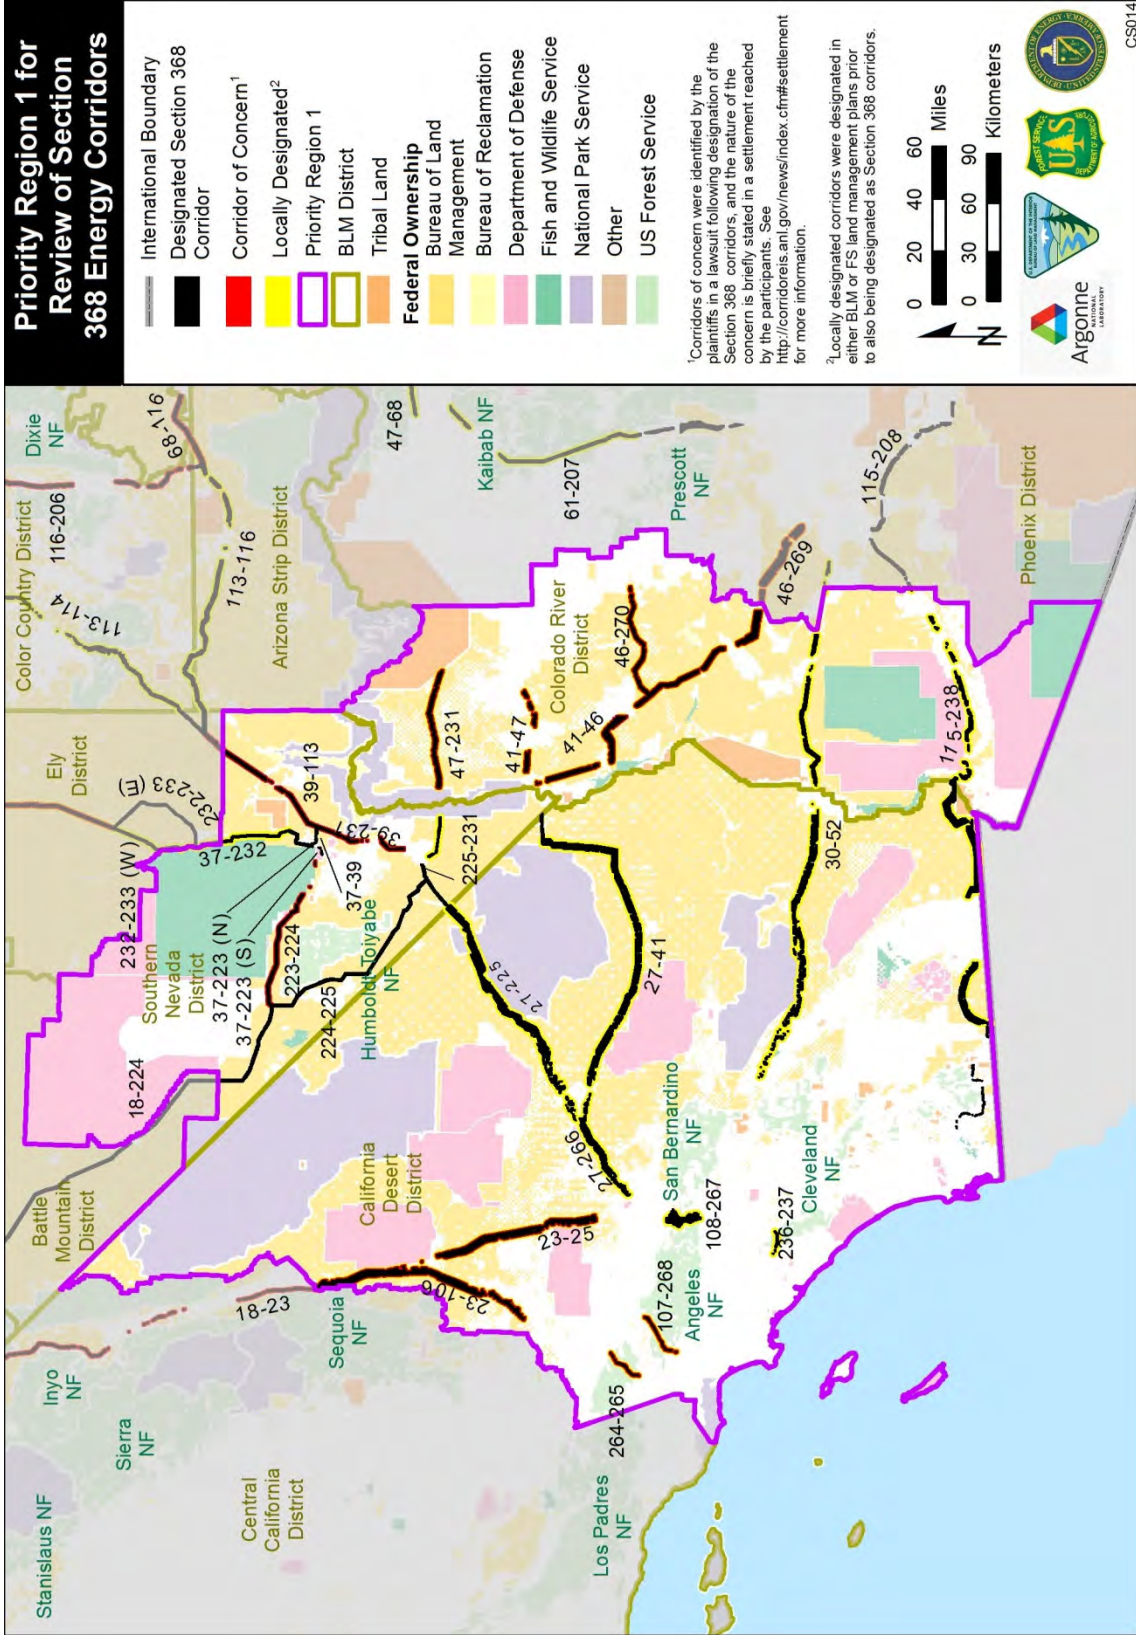 Priority Region 1 for
Review of Section
368 Energy Corridors
International Boundary
Designated Section 368
Corridor
Corridor of Concern¹
Locally Designated²
Priority Region 1
BLM District
Tribal Land
Federal Ownership
Bureau of Land
Management
Bureau of Reclamation
Department of Defense
Fish and Wildlife Service
National Park Service
Other
US Forest Service
¹Corridors of concern were identified by the
plaintiffs in a lawsuit following designation of the
Section 368 corridors, and the nature of the
concern is briefly stated in a settlement reached
by the participants. See
http://corridoreis.anl.gov/news/index.cfm#settlement
for more information.
²Locally designated corridors were designated in
either BLM or FS land management plans prior
to also being designated as Section 368 corridors.
0 20 40 60
Miles
0 30 60 90
Kilometers
N
Argonne
NATIONAL
LABORATORY
FOREST SERVICE
UAS
DEPARTMENT OF AGRICULTURE
CS014
Stanislaus NF
Inyo
NF
Sierra
NF
Central
California
District
Sequoia
NF
Los Padres
NF
Battle
Mountain
District
California
Desert
District
Southern
Nevada
District
Humboldt-Toiyabe
NF
Ely
District
Color Country District
Dixie
NF
Arizona Strip District
Kaibab NF
Prescott
NF
Colorado River
District
Phoenix District
Angeles
NF
San Bernardino
NF
Cleveland
NF
18-23
18-224
23-106
23-25
264-265
107-268
108-267
236-237
27-266
27-41
27-225
224-225
223-224
37-223 (N)
37-223 (S)
232-233 (W)
232-233 (E)
37-232
37-39
39-231
39-113
225-231
47-231
41-47
41-46
46-270
46-269
30-52
115-238
115-208
61-207
47-68
68-116
116-206
113-116
113-114